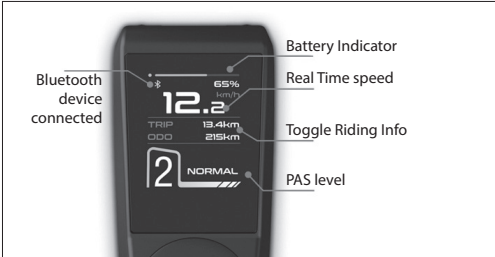 Battery Indicator
Bluetooth
device
connected
65%
Real Time speed
km/h
12.2
TRIP 13.4km
Toggle Riding Info
ODO 215km
2 NORMAL
PAS level